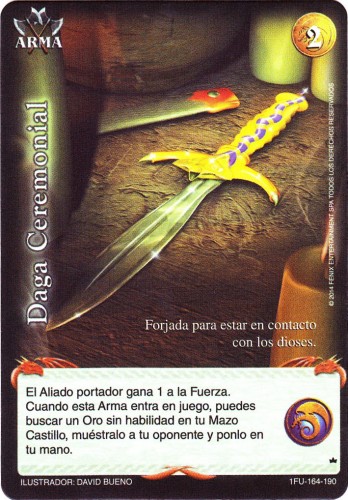 ARMA
2
Daga Ceremonial
© 2014 FÉNIX ENTERTAINMENT SPA TODOS LOS DERECHOS RESERVADOS
Forjada para estar en contacto
con los dioses.
El Aliado portador gana 1 a la Fuerza.
Cuando esta Arma entra en juego, puedes
buscar un Oro sin habilidad en tu Mazo
Castillo, muéstralo a tu oponente y ponlo en
tu mano.
ILUSTRADOR: DAVID BUENO
1FU-164-190